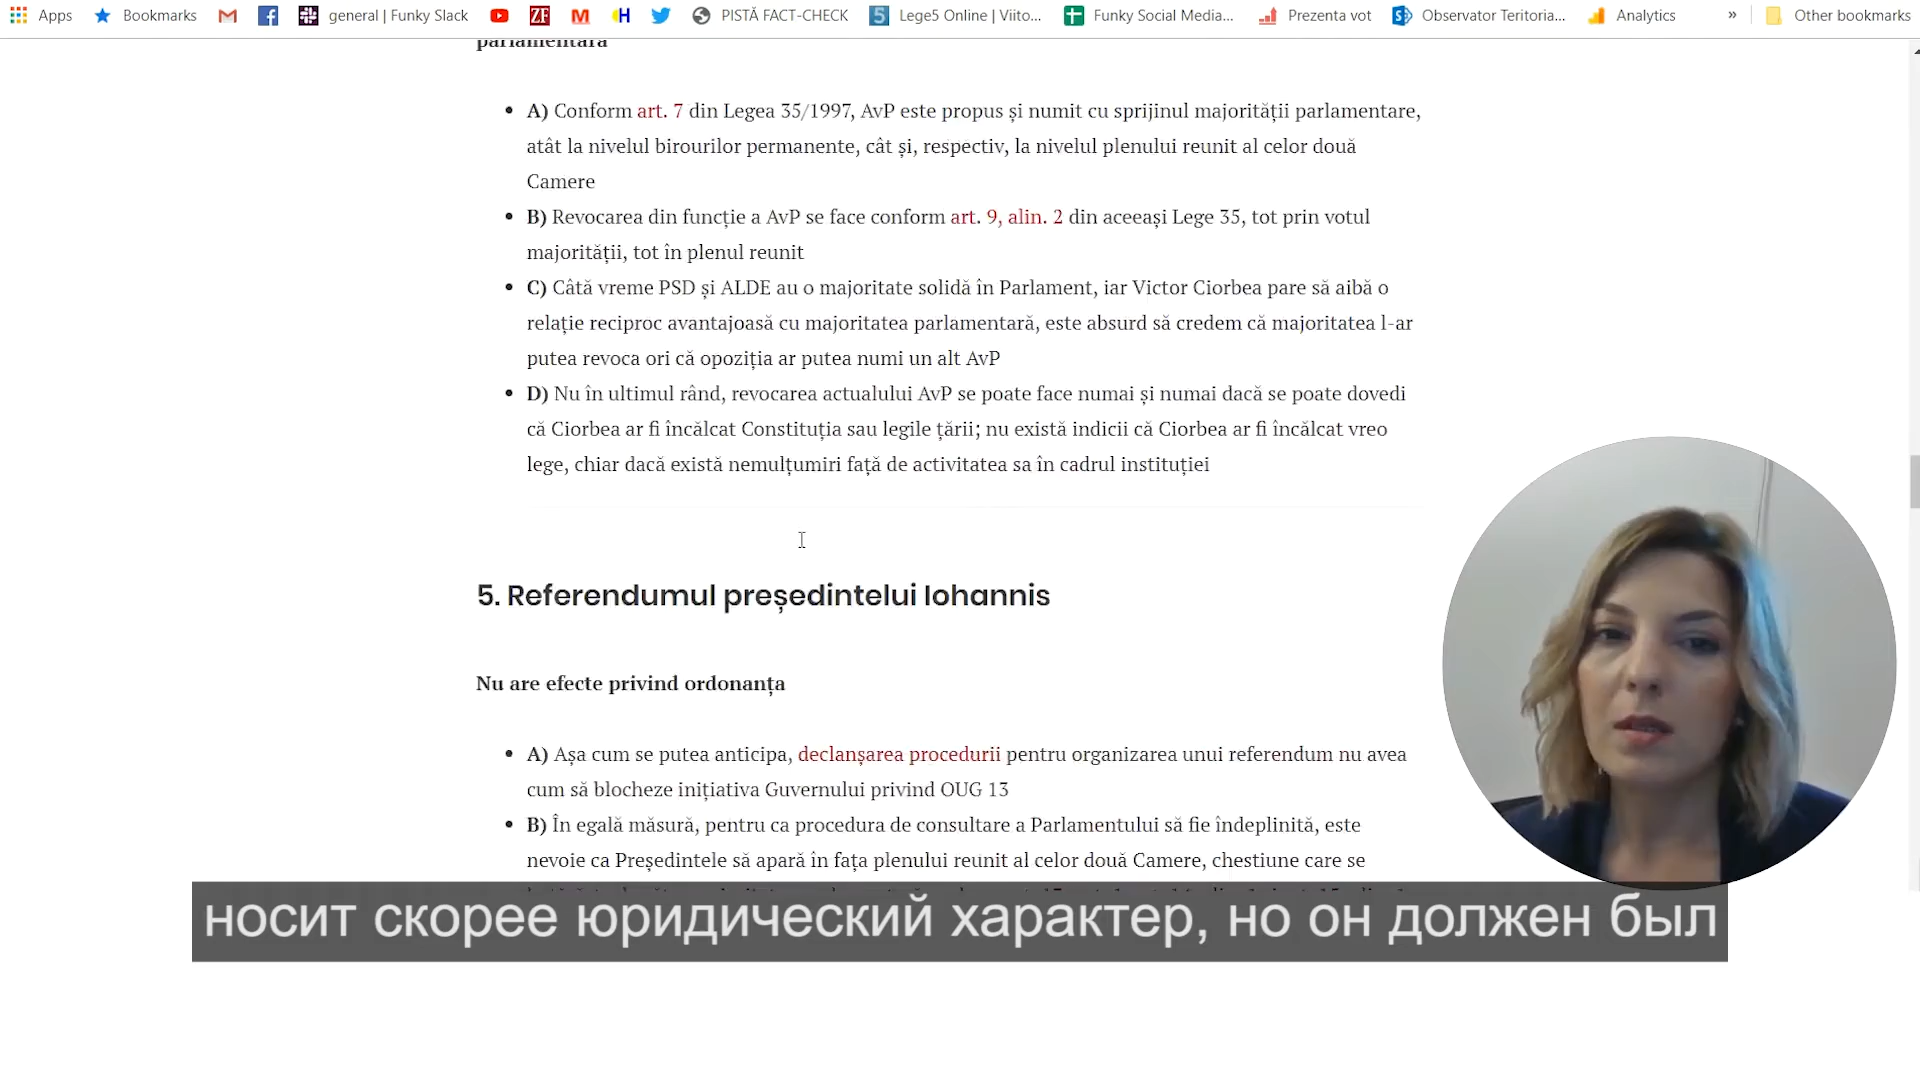 Apps Bookmarks general | Funky Slack ZF M H PISTĂ FACT-CHECK 5 Lege5 Online | Viito... Funky Social Media... Prezenta vot Observator Teritoria... Analytics » Other bookmarks
parlamentară
A) Conform art. 7 din Legea 35/1997, AvP este propus și numit cu sprijinul majorității parlamentare,
atât la nivelul birourilor permanente, cât și, respectiv, la nivelul plenului reunit al celor două
Camere
B) Revocarea din funcție a AvP se face conform art. 9, alin. 2 din aceeași Lege 35, tot prin votul
majorității, tot în plenul reunit
C) Câtă vreme PSD și ALDE au o majoritate solidă în Parlament, iar Victor Ciorbea pare să aibă o
relație reciproc avantajoasă cu majoritatea parlamentară, este absurd să credem că majoritatea l-ar
putea revoca ori că opoziția ar putea numi un alt AvP
D) Nu în ultimul rând, revocarea actualului AvP se poate face numai și numai dacă se poate dovedi
că Ciorbea ar fi încălcat Constituția sau legile țării; nu există indicii că Ciorbea ar fi încălcat vreo
lege, chiar dacă există nemulțumiri față de activitatea sa în cadrul instituției
5. Referendumul președintelui Iohannis
Nu are efecte privind ordonanța
A) Așa cum se putea anticipa, declanșarea procedurii pentru organizarea unui referendum nu avea
cum să blocheze inițiativa Guvernului privind OUG 13
B) În egală măsură, pentru ca procedura de consultare a Parlamentului să fie îndeplinită, este
nevoie ca Președintele să apară în fața plenului reunit al celor două Camere, chestiune care se
носит скорее юридический характер, но он должен был